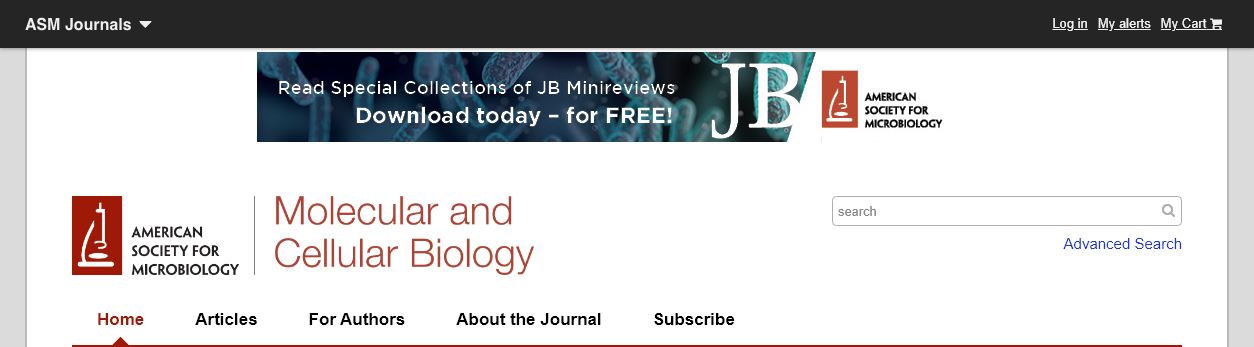 ASM Journals
Log in My alerts My Cart
Read Special Collections of JB Minireviews
Download today – for FREE!
JB
AMERICAN
SOCIETY FOR
MICROBIOLOGY
AMERICAN
SOCIETY FOR
MICROBIOLOGY
Molecular and
Cellular Biology
search
Advanced Search
Home Articles For Authors About the Journal Subscribe